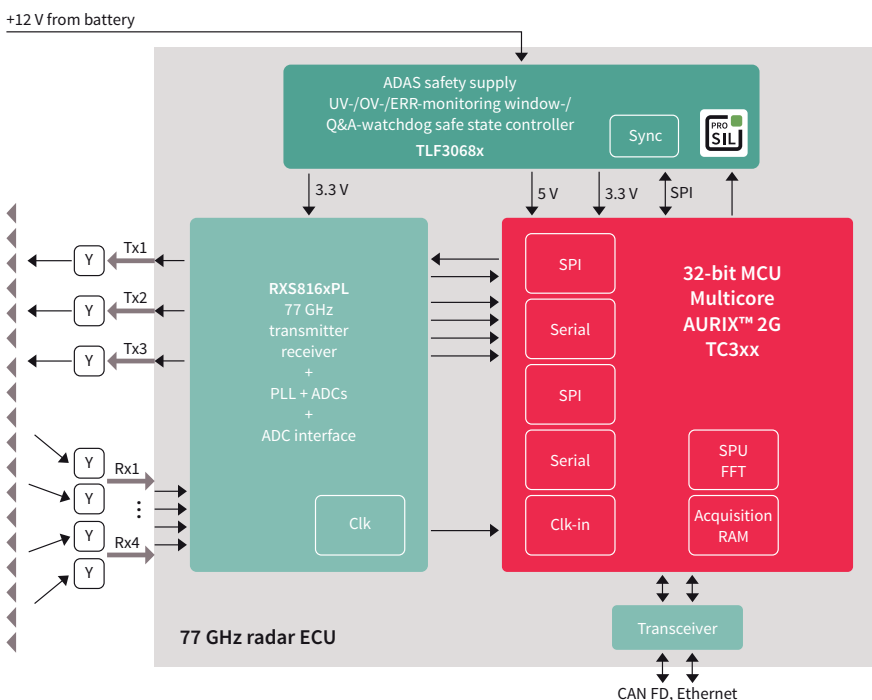 +12 V from battery
ADAS safety supply
UV-/OV-/ERR-monitoring window-/
Q&A-watchdog safe state controller
TLF3068x
Sync
PRO
SIL
3.3 V
5 V
3.3 V
SPI
Y
Tx1
Y
Tx2
Y
Tx3
RXS816xPL
77 GHz
transmitter
receiver
+
PLL + ADCs
+
ADC interface
Clk
SPI
Serial
SPI
Serial
Clk-in
32-bit MCU
Multicore
AURIX™ 2G
TC3xx
SPU
FFT
Acquisition
RAM
Y
Rx1
Y
⋮
Y
Rx4
Y
77 GHz radar ECU
Transceiver
CAN FD, Ethernet